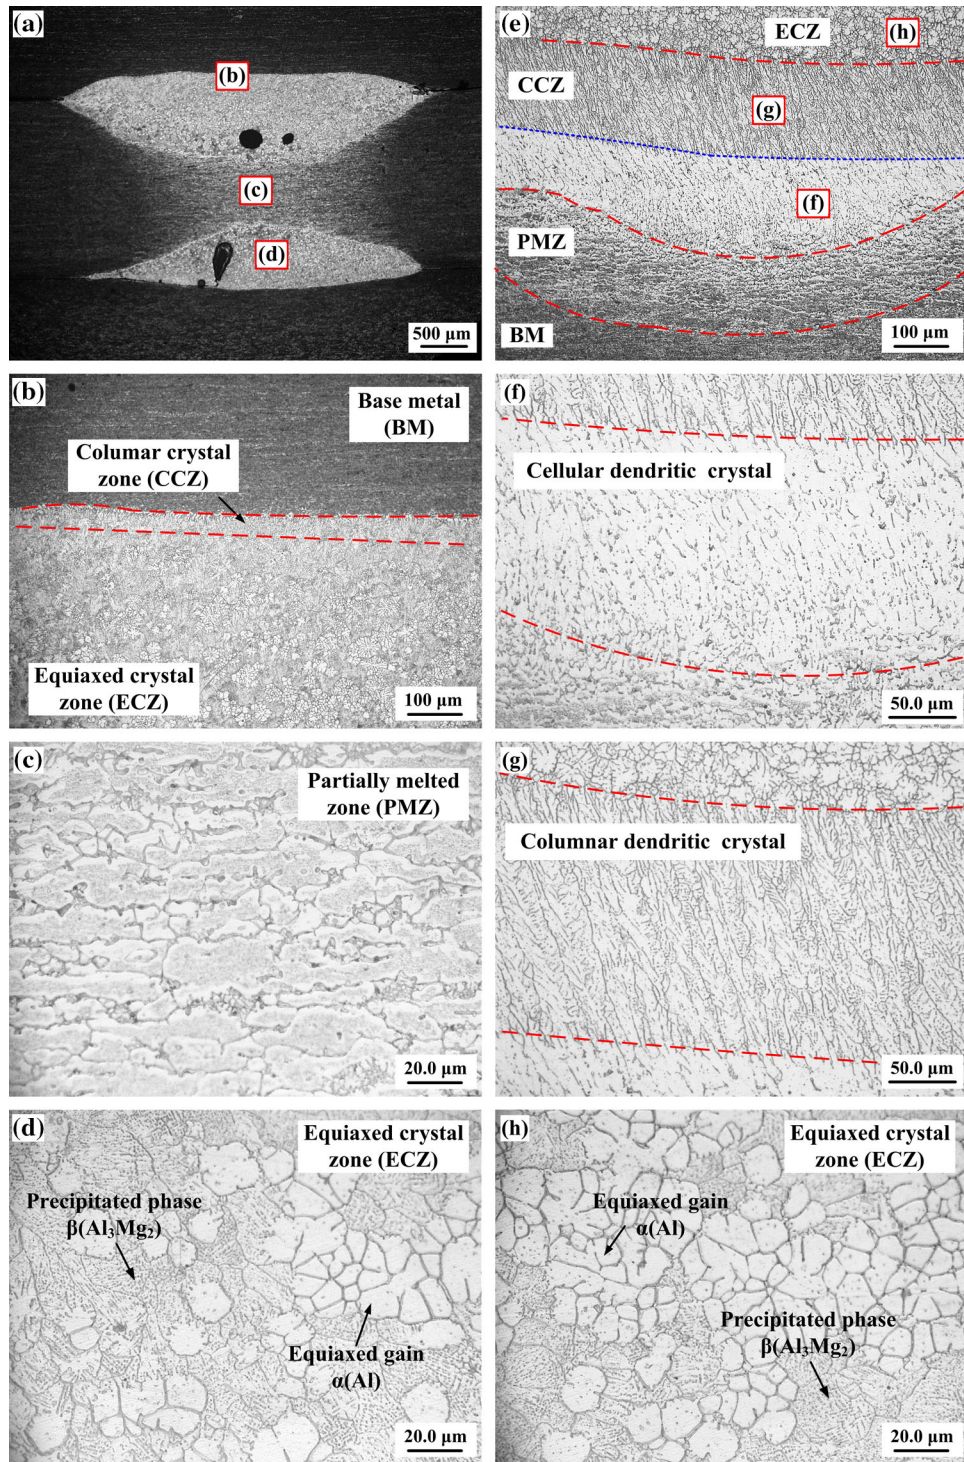 (a)
(b)
(c)
(d)
500 μm
(e)
ECZ
(h)
CCZ
(g)
(f)
PMZ
BM
100 μm
(b)
Base metal
(BM)
Columar crystal
zone (CCZ)
Equiaxed crystal
zone (ECZ)
100 μm
(f)
Cellular dendritic crystal
50.0 μm
(c)
Partially melted
zone (PMZ)
20.0 μm
(g)
Columnar dendritic crystal
50.0 μm
(d)
Equiaxed crystal
zone (ECZ)
Precipitated phase
β(Al₃Mg₂)
Equiaxed gain
α(Al)
20.0 μm
(h)
Equiaxed crystal
zone (ECZ)
Equiaxed gain
α(Al)
Precipitated phase
β(Al₃Mg₂)
20.0 μm